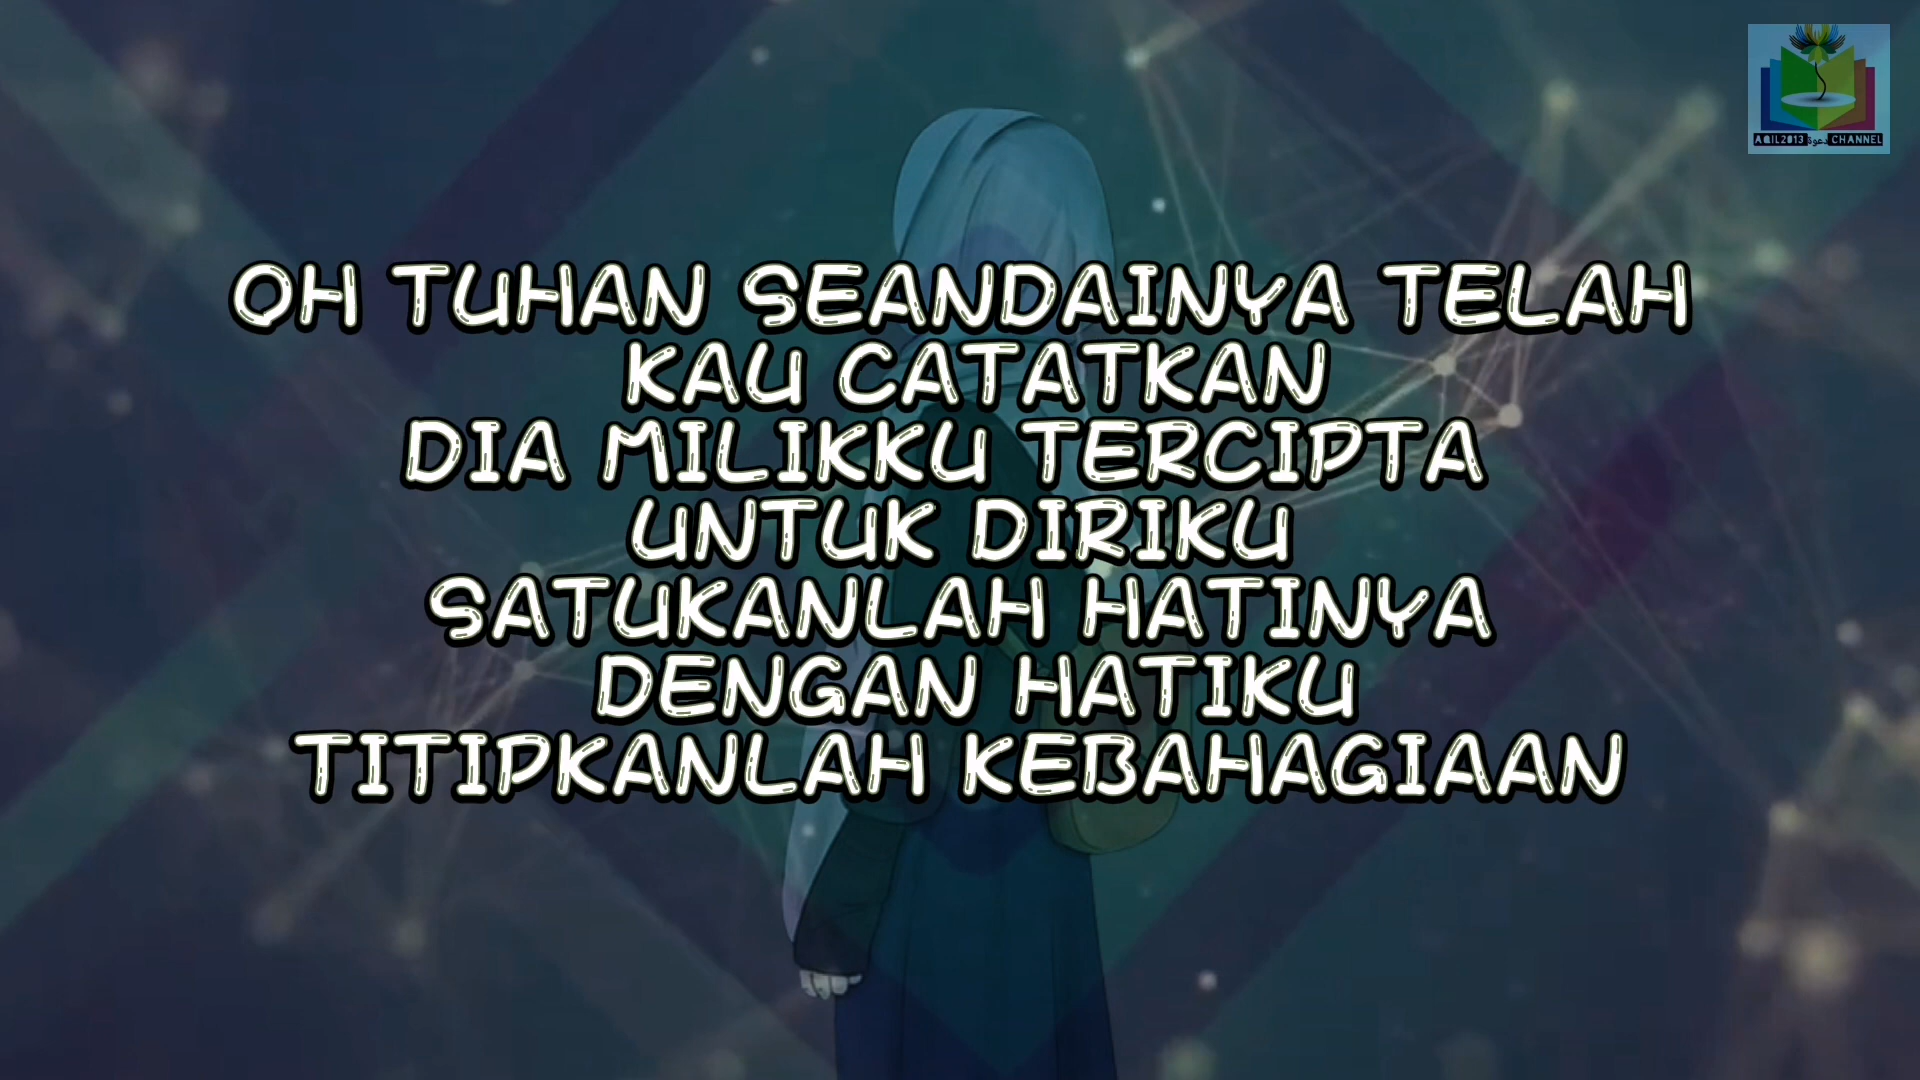 AQIL2013 دعوة CHANNEL
OH TUHAN SEANDAINYA TELAH
KAU CATATKAN
DIA MILIKKU TERCIPTA
UNTUK DIRIKU
SATUKANLAH HATINYA
DENGAN HATIKU
TITIPKANLAH KEBAHAGIAAN